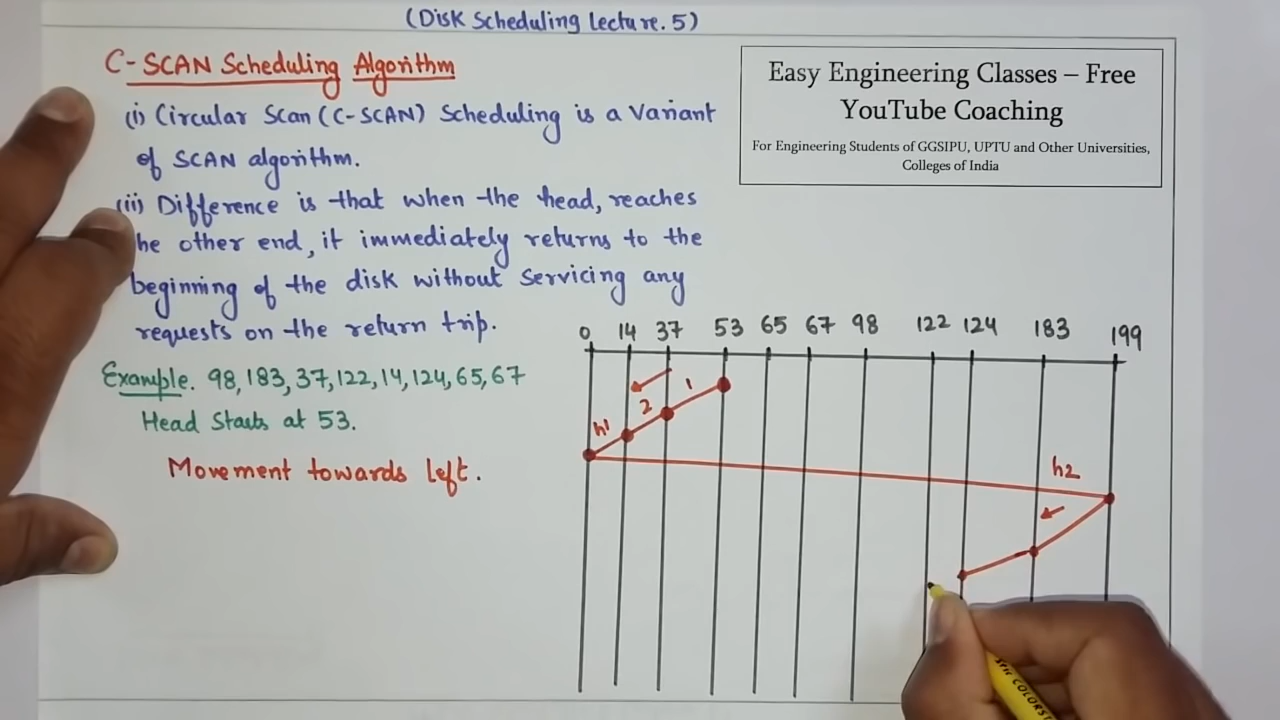 (Disk Scheduling Lecture. 5)
C-SCAN Scheduling Algorithm
(i) Circular Scan (C-SCAN) Scheduling is a variant
of SCAN algorithm.
(ii) Difference is that when the head, reaches
he other end, it immediately returns to the
beginning of the disk without servicing any
requests on the return trip.
Example. 98, 183, 37, 122, 14, 124, 65, 67
Head Starts at 53.
Movement towards left.
Easy Engineering Classes – Free
YouTube Coaching
For Engineering Students of GGSIPU, UPTU and Other Universities,
Colleges of India
0 14 37 53 65 67 98 122 124 183 199
1
2
h1
h2